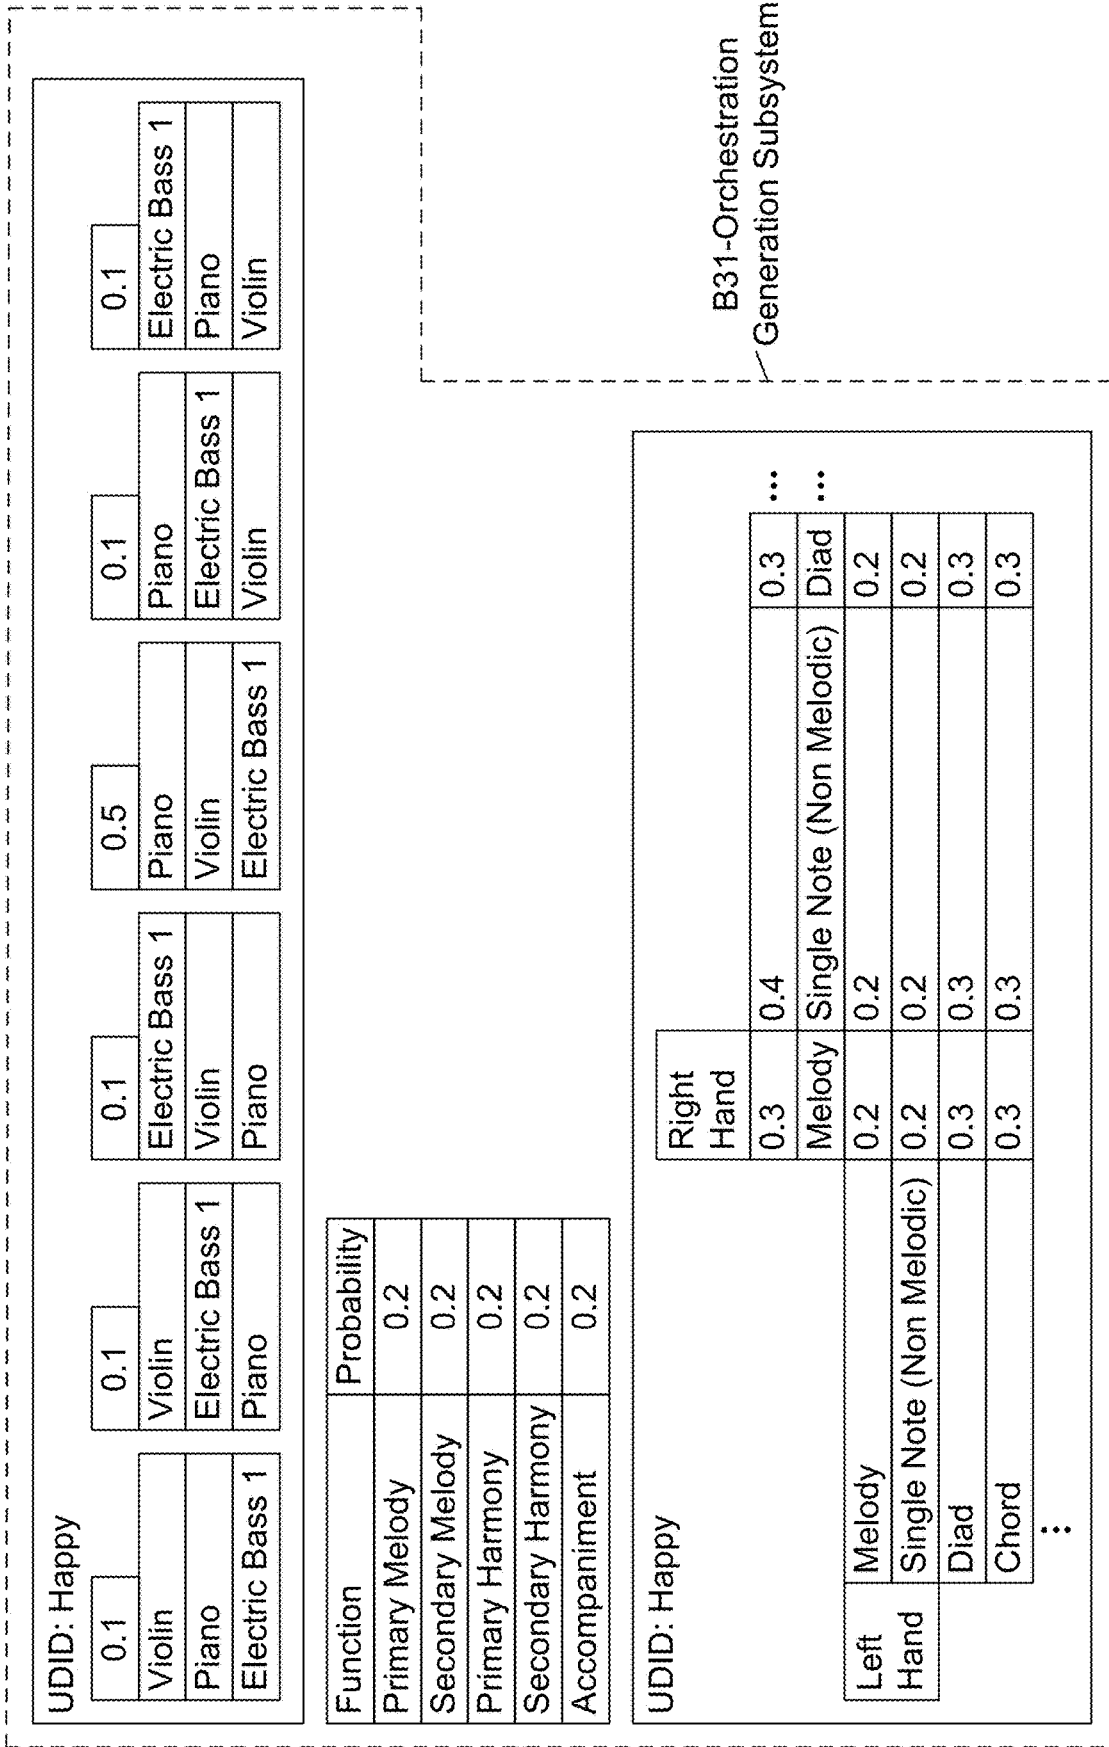 UDID: Happy
0.1 0.1 0.1 0.5 0.1 0.1
Violin Violin Electric Bass 1 Piano Piano Electric Bass 1
Piano Electric Bass 1 Violin Violin Electric Bass 1 Piano
Electric Bass 1 Piano Piano Electric Bass 1 Violin Violin
Function Probability
Primary Melody 0.2
Secondary Melody 0.2
Primary Harmony 0.2
Secondary Harmony 0.2
Accompaniment 0.2
UDID: Happy
Right
Hand
0.3 0.4 0.3 ...
Melody Single Note (Non Melodic) Diad ...
Left
Hand
Melody 0.2 0.2 0.2
Single Note (Non Melodic) 0.2 0.2 0.2
Diad 0.3 0.3 0.3
Chord 0.3 0.3 0.3
⋮
B31-Orchestration
Generation Subsystem